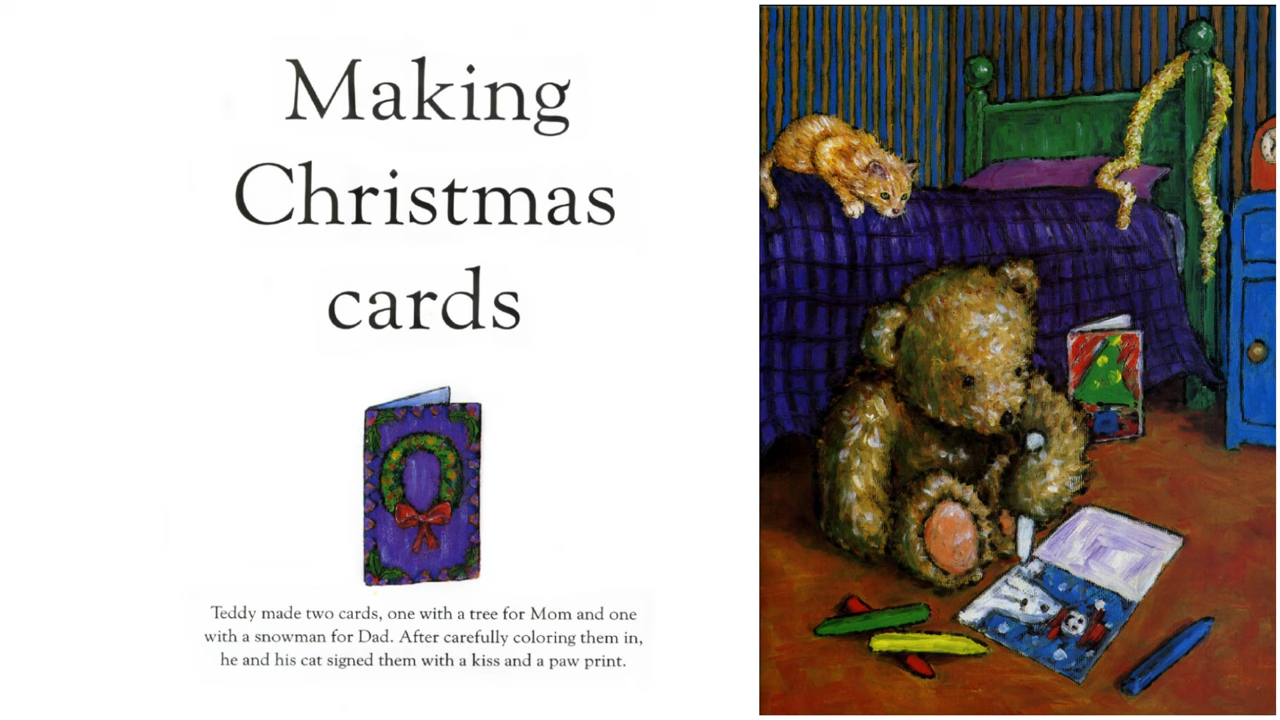 Making
Christmas
cards
Teddy made two cards, one with a tree for Mom and one
with a snowman for Dad. After carefully coloring them in,
he and his cat signed them with a kiss and a paw print.